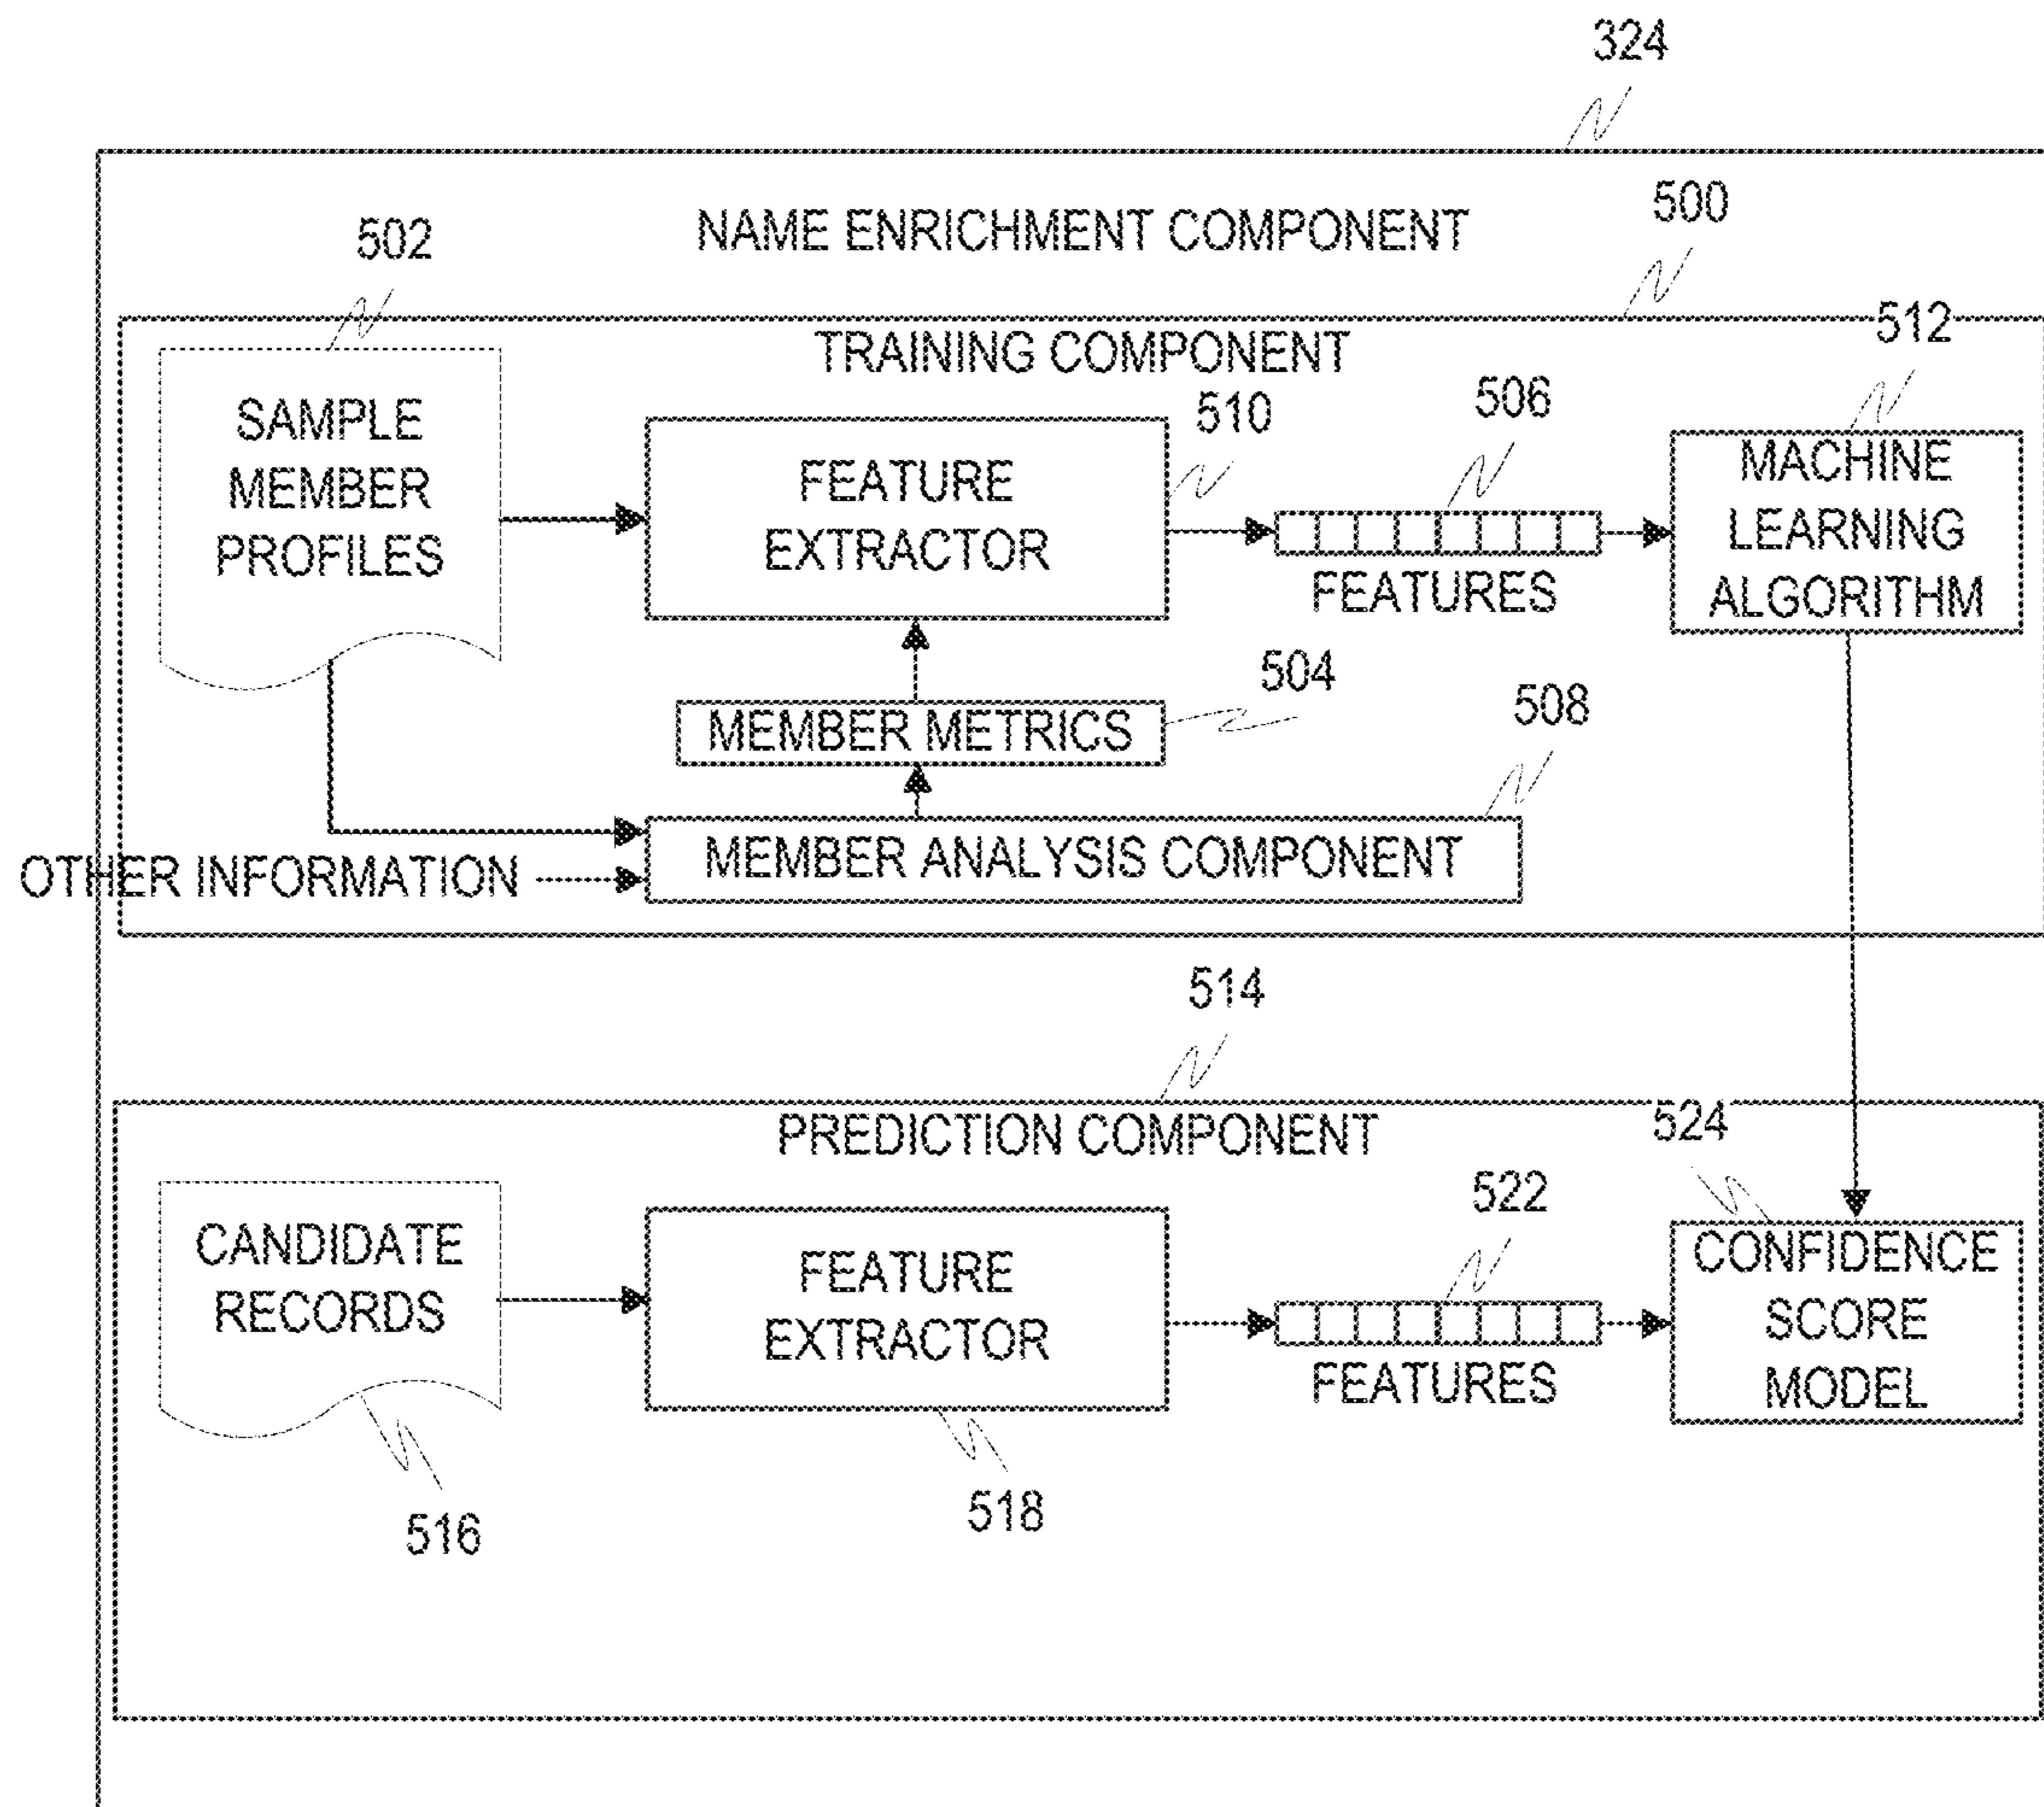 324
NAME ENRICHMENT COMPONENT
500
502
TRAINING COMPONENT
512
SAMPLE
MEMBER
PROFILES
FEATURE
EXTRACTOR
510
506
FEATURES
MACHINE
LEARNING
ALGORITHM
504
MEMBER METRICS
508
MEMBER ANALYSIS COMPONENT
OTHER INFORMATION
514
PREDICTION COMPONENT
524
CANDIDATE
RECORDS
FEATURE
EXTRACTOR
522
FEATURES
CONFIDENCE
SCORE
MODEL
516
518